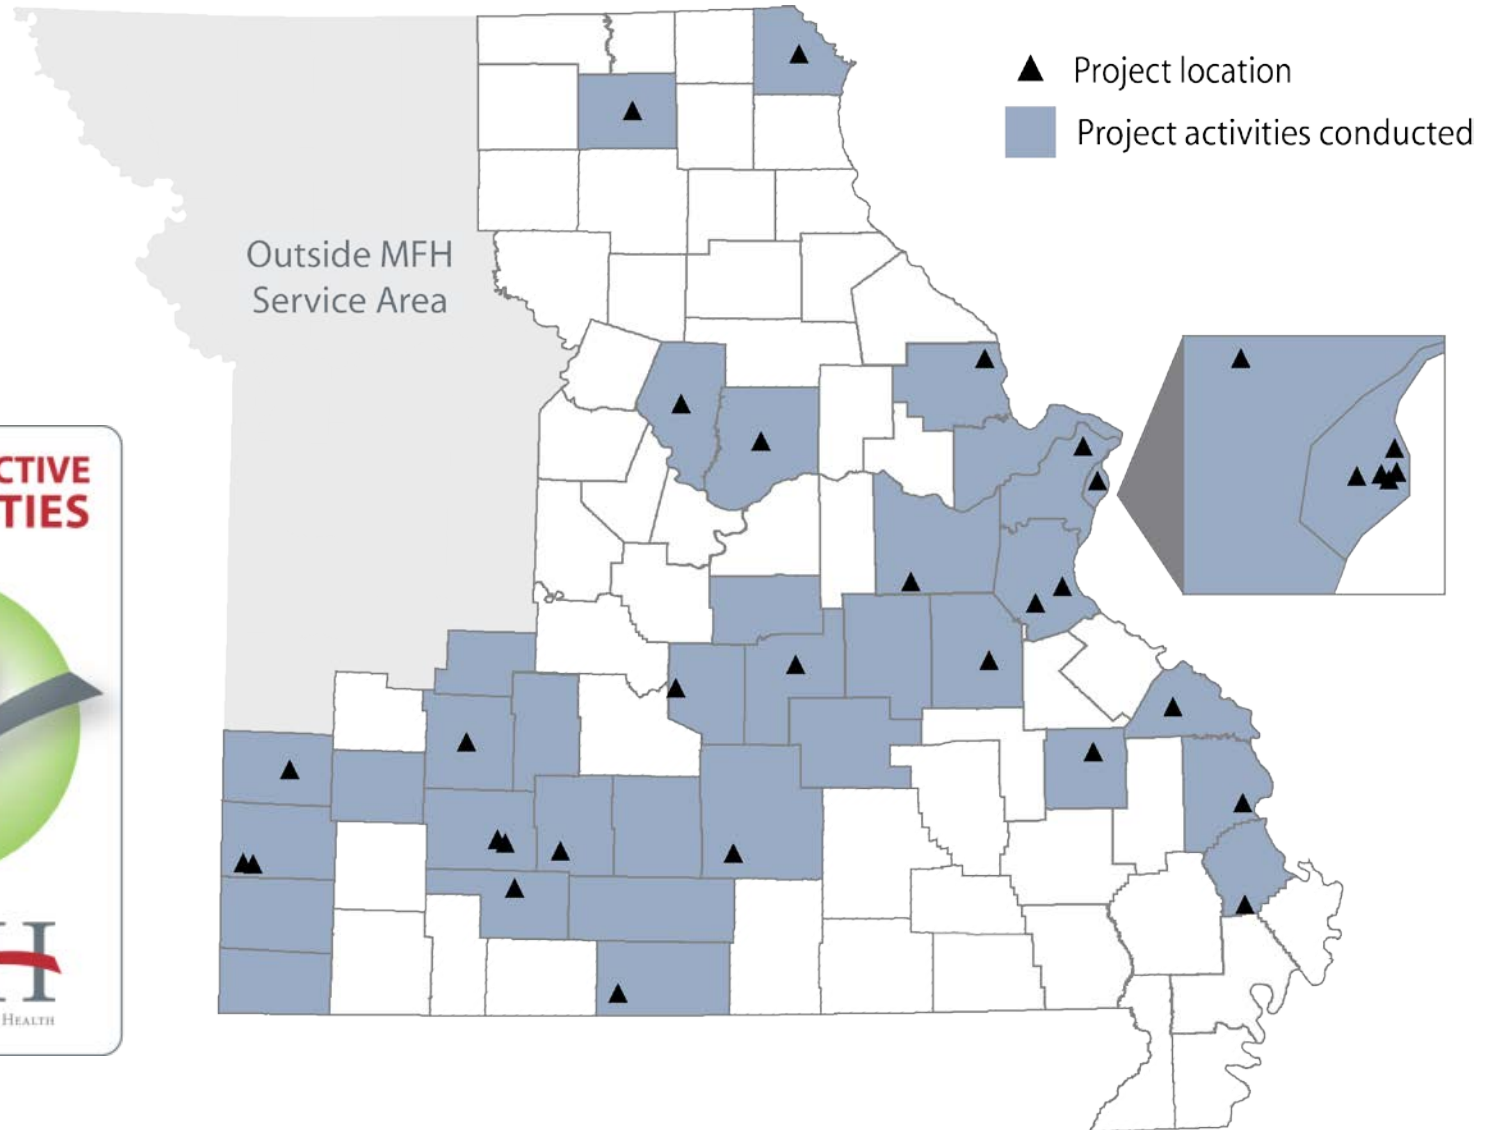 Project location
Project activities conducted
Outside MFH
Service Area
CTIVE
TIES
H
HEALTH